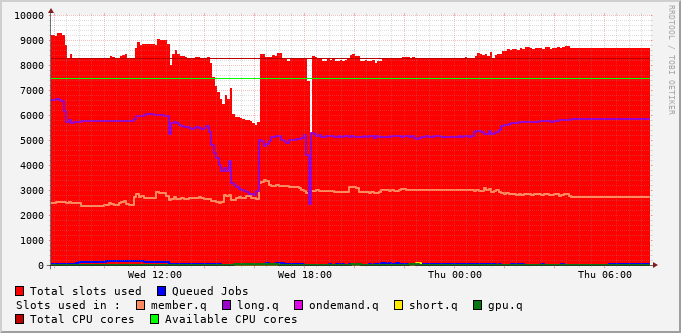 10000
9000
8000
7000
6000
5000
4000
3000
2000
1000
0
Wed 12:00 Wed 18:00 Thu 00:00 Thu 06:00
Total slots used Queued Jobs
Slots used in : member.q long.q ondemand.q short.q gpu.q
Total CPU cores Available CPU cores
RRDTOOL / TOBI OETIKER